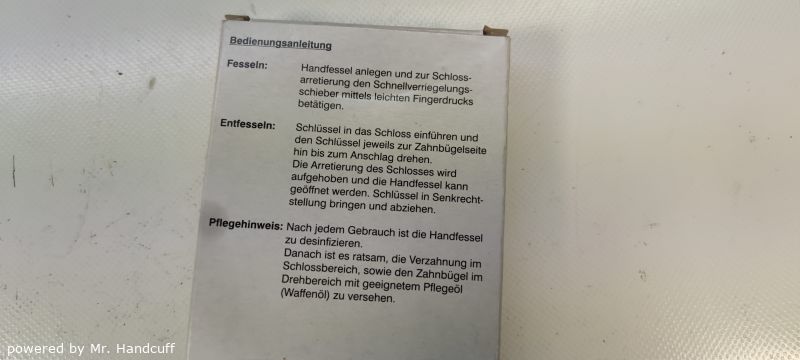 Bedienungsanleitung
Fesseln: Handfessel anlegen und zur Schloss-
arretierung den Schnellverriegelungs-
schieber mittels leichten Fingerdrucks
betätigen.
Entfesseln: Schlüssel in das Schloss einführen und
den Schlüssel jeweils zur Zahnbügelseite
hin bis zum Anschlag drehen.
Die Arretierung des Schlosses wird
aufgehoben und die Handfessel kann
geöffnet werden. Schlüssel in Senkrecht-
stellung bringen und abziehen.
Pflegehinweis: Nach jedem Gebrauch ist die Handfessel
zu desinfizieren.
Danach ist es ratsam, die Verzahnung im
Schlossbereich, sowie den Zahnbügel im
Drehbereich mit geeignetem Pflegeöl
(Waffenöl) zu versehen.
powered by Mr. Handcuff